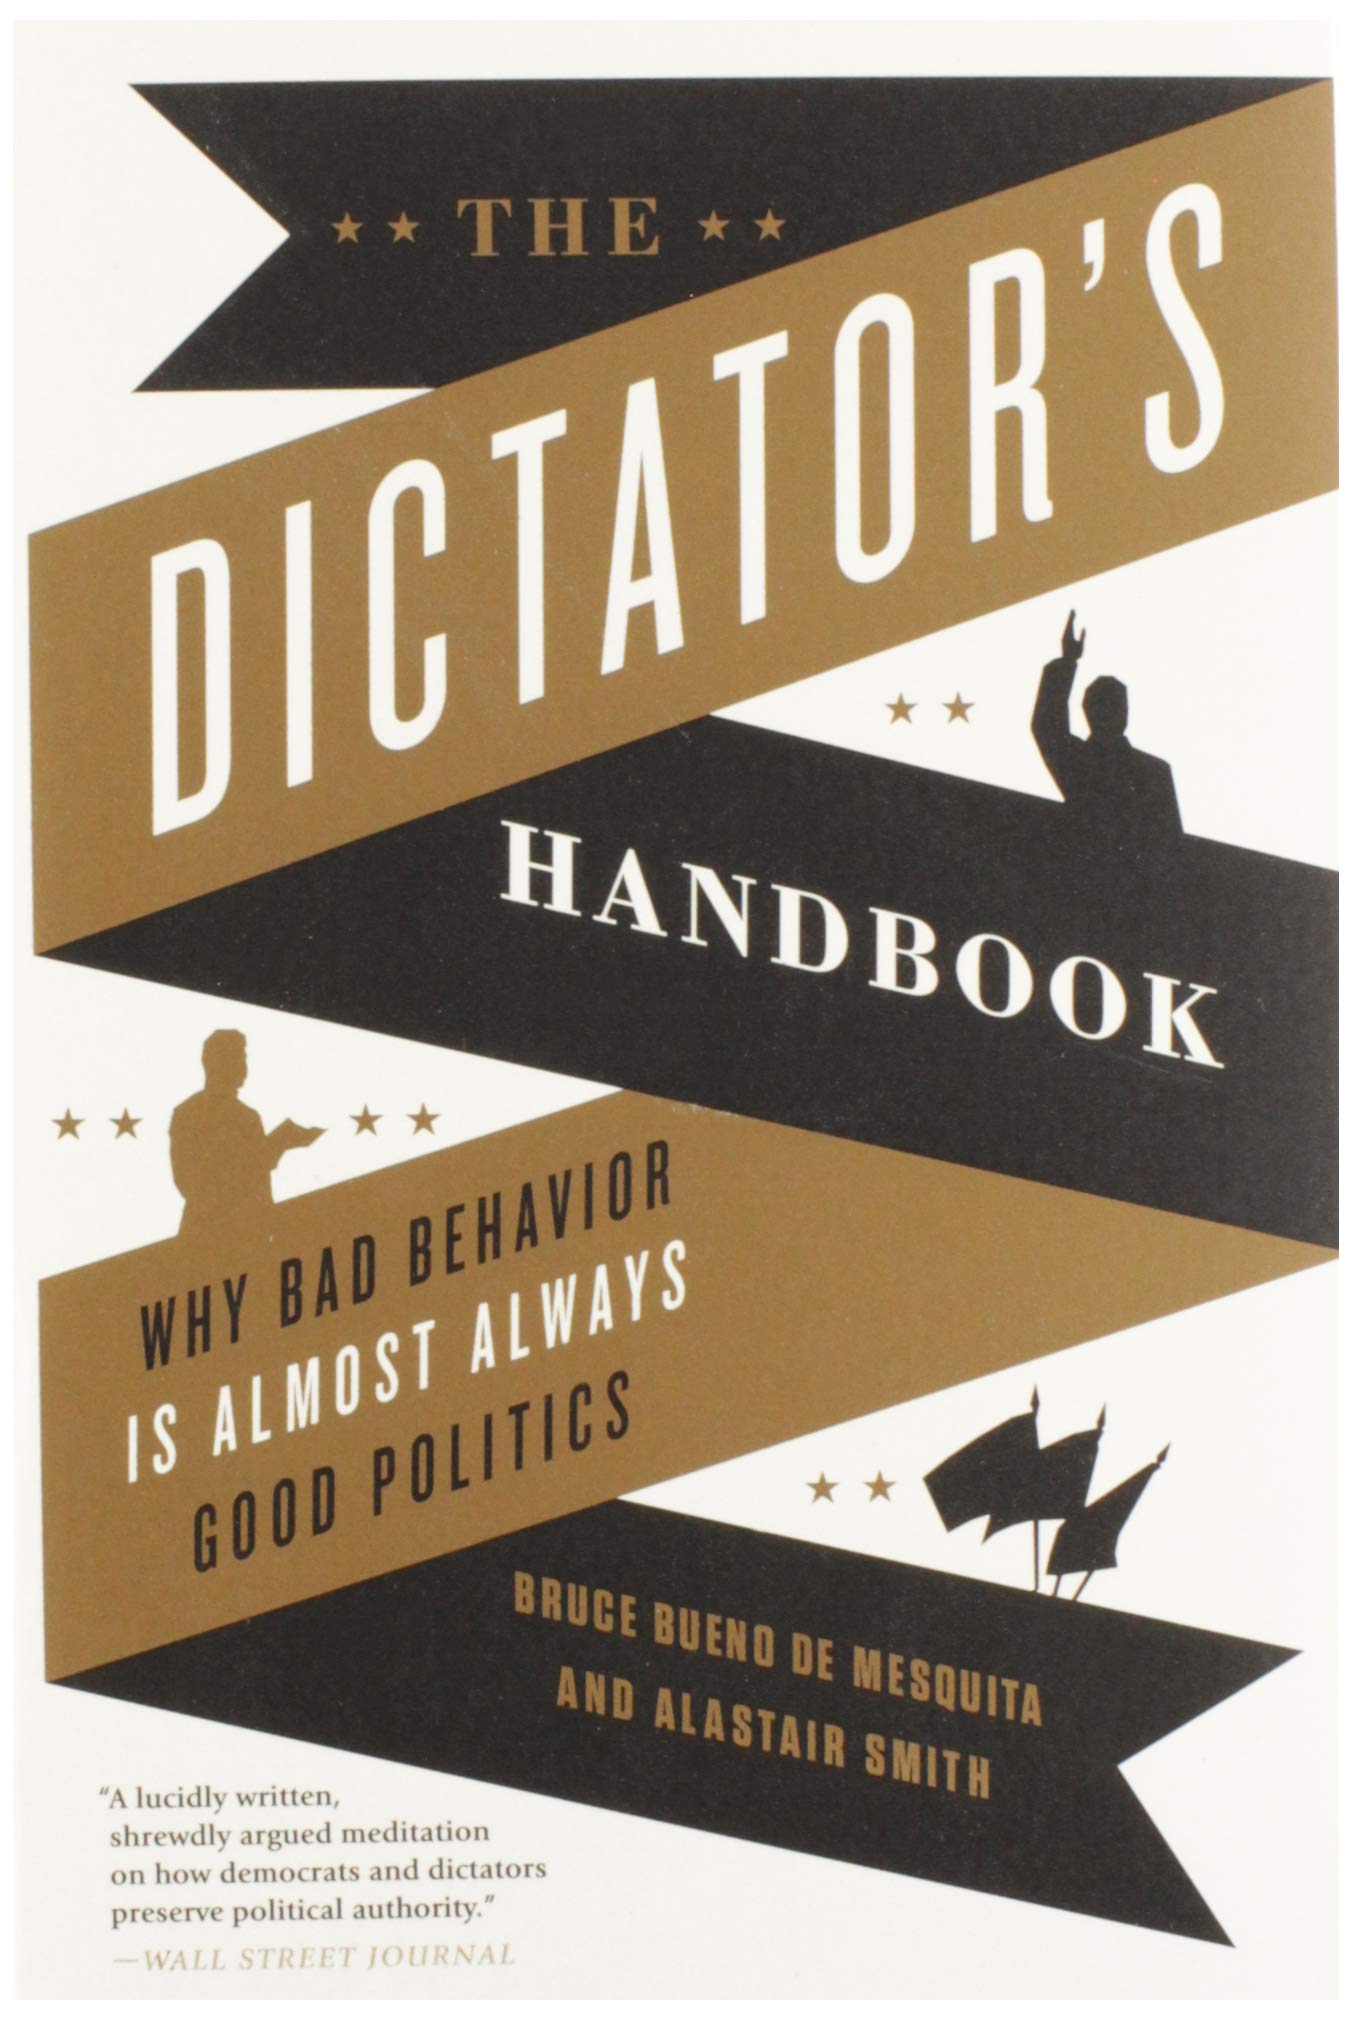 THE
DICTATOR'S
HANDBOOK
WHY BAD BEHAVIOR
IS ALMOST ALWAYS
GOOD POLITICS
BRUCE BUENO DE MESQUITA
AND ALASTAIR SMITH
“A lucidly written,
shrewdly argued meditation
on how democrats and dictators
preserve political authority.”
—WALL STREET JOURNAL